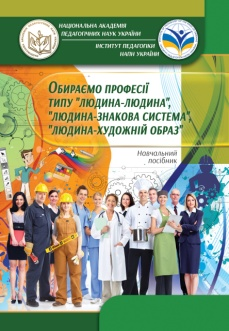 НАЦІОНАЛЬНА АКАДЕМІЯ
ПЕДАГОГІЧНИХ НАУК УКРАЇНИ
ІНСТИТУТ ПЕДАГОГІКИ
НАПН УКРАЇНИ
ОБИРАЄМО ПРОФЕСІЇ
ТИПУ "ЛЮДИНА-ЛЮДИНА",
"ЛЮДИНА-ЗНАКОВА СИСТЕМА",
"ЛЮДИНА-ХУДОЖНІЙ ОБРАЗ"
Навчальний
посібник